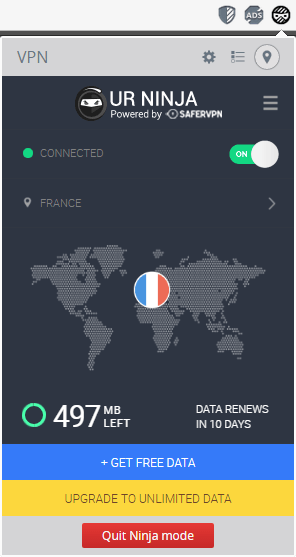 ADS
VPN
UR NINJA
Powered by SAFERVPN
CONNECTED
ON
FRANCE
497 MB LEFT
DATA RENEWS
IN 10 DAYS
+ GET FREE DATA
UPGRADE TO UNLIMITED DATA
Quit Ninja mode